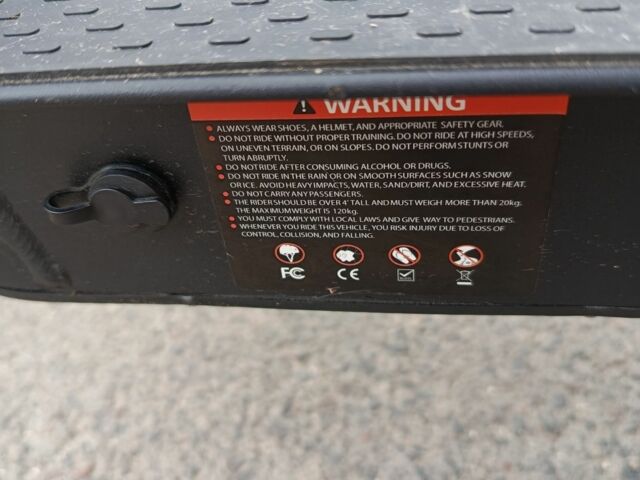 WARNING
• ALWAYS WEAR SHOES, A HELMET, AND APPROPRIATE SAFETY GEAR.
• DO NOT RIDE WITHOUT PROPER TRAINING. DO NOT RIDE AT HIGH SPEEDS,
ON UNEVEN TERRAIN, OR ON SLOPES. DO NOT PERFORM STUNTS OR
TURN ABRUPTLY.
• DO NOT RIDE AFTER CONSUMING ALCOHOL OR DRUGS.
• DO NOT RIDE IN THE RAIN OR ON SMOOTH SURFACES SUCH AS SNOW
OR ICE. AVOID HEAVY IMPACTS, WATER, SAND/DIRT, AND EXCESSIVE HEAT.
• DO NOT CARRY ANY PASSENGERS.
• THE RIDER SHOULD BE OVER 4' TALL AND MUST WEIGH MORE THAN 20kg.
THE MAXIMUM WEIGHT IS 120kg.
• YOU MUST COMPLY WITH LOCAL LAWS AND GIVE WAY TO PEDESTRIANS.
• WHENEVER YOU RIDE THIS VEHICLE, YOU RISK INJURY DUE TO LOSS OF
CONTROL, COLLISION, AND FALLING.
FC CE